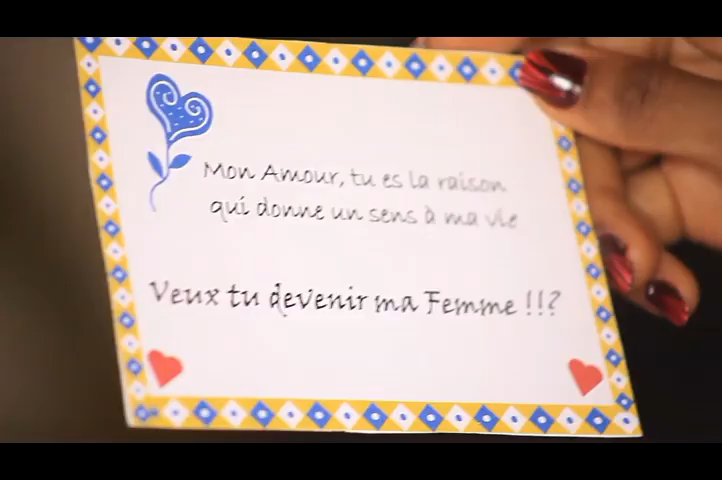 Mon Amour, tu es la raison
qui donne un sens à ma vie
Veux tu devenir ma Femme !!?